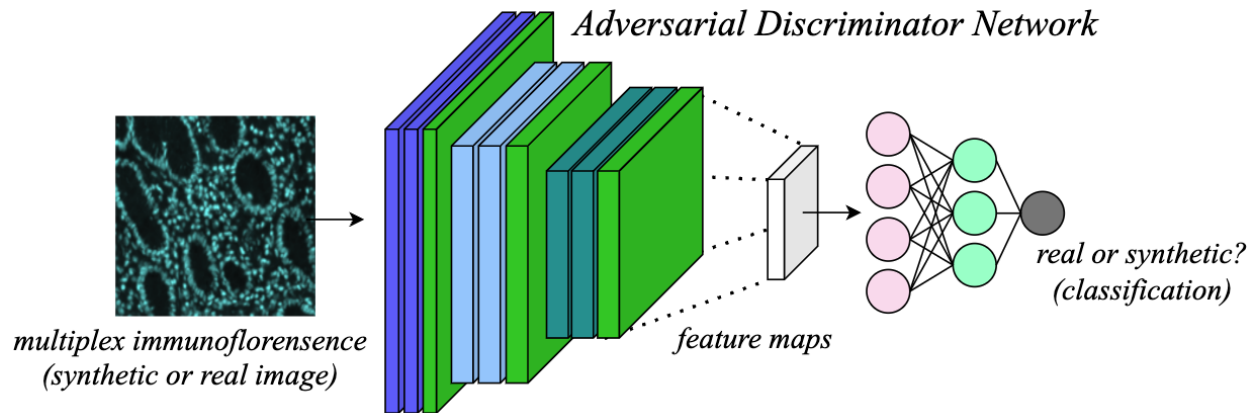 Adversarial Discriminator Network
multiplex immunoflorensence
(synthetic or real image)
feature maps
real or synthetic?
(classification)